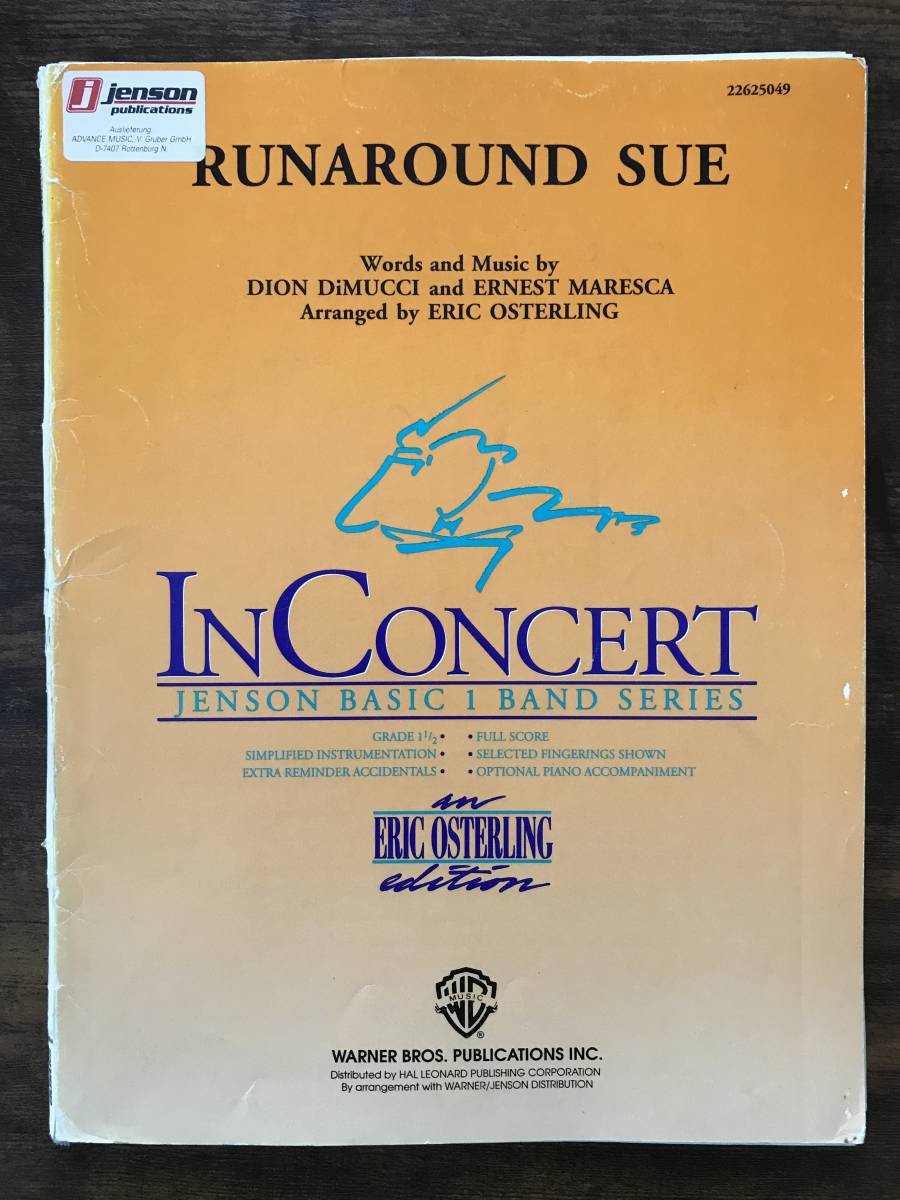 jenson
publications
Auslieferung
ADVANCE MUSIC, V. Gruber GmbH
D-7407 Rottenburg N.
22625049
RUNAROUND SUE
Words and Music by
DION DiMUCCI and ERNEST MARESCA
Arranged by ERIC OSTERLING
INCONCERT
JENSON BASIC 1 BAND SERIES
GRADE 1 1/2 • • FULL SCORE
SIMPLIFIED INSTRUMENTATION • • SELECTED FINGERINGS SHOWN
EXTRA REMINDER ACCIDENTALS • • OPTIONAL PIANO ACCOMPANIMENT
an
ERIC OSTERLING
edition
WB
MUSIC
®
WARNER BROS. PUBLICATIONS INC.
Distributed by HAL LEONARD PUBLISHING CORPORATION
By arrangement with WARNER/JENSON DISTRIBUTION